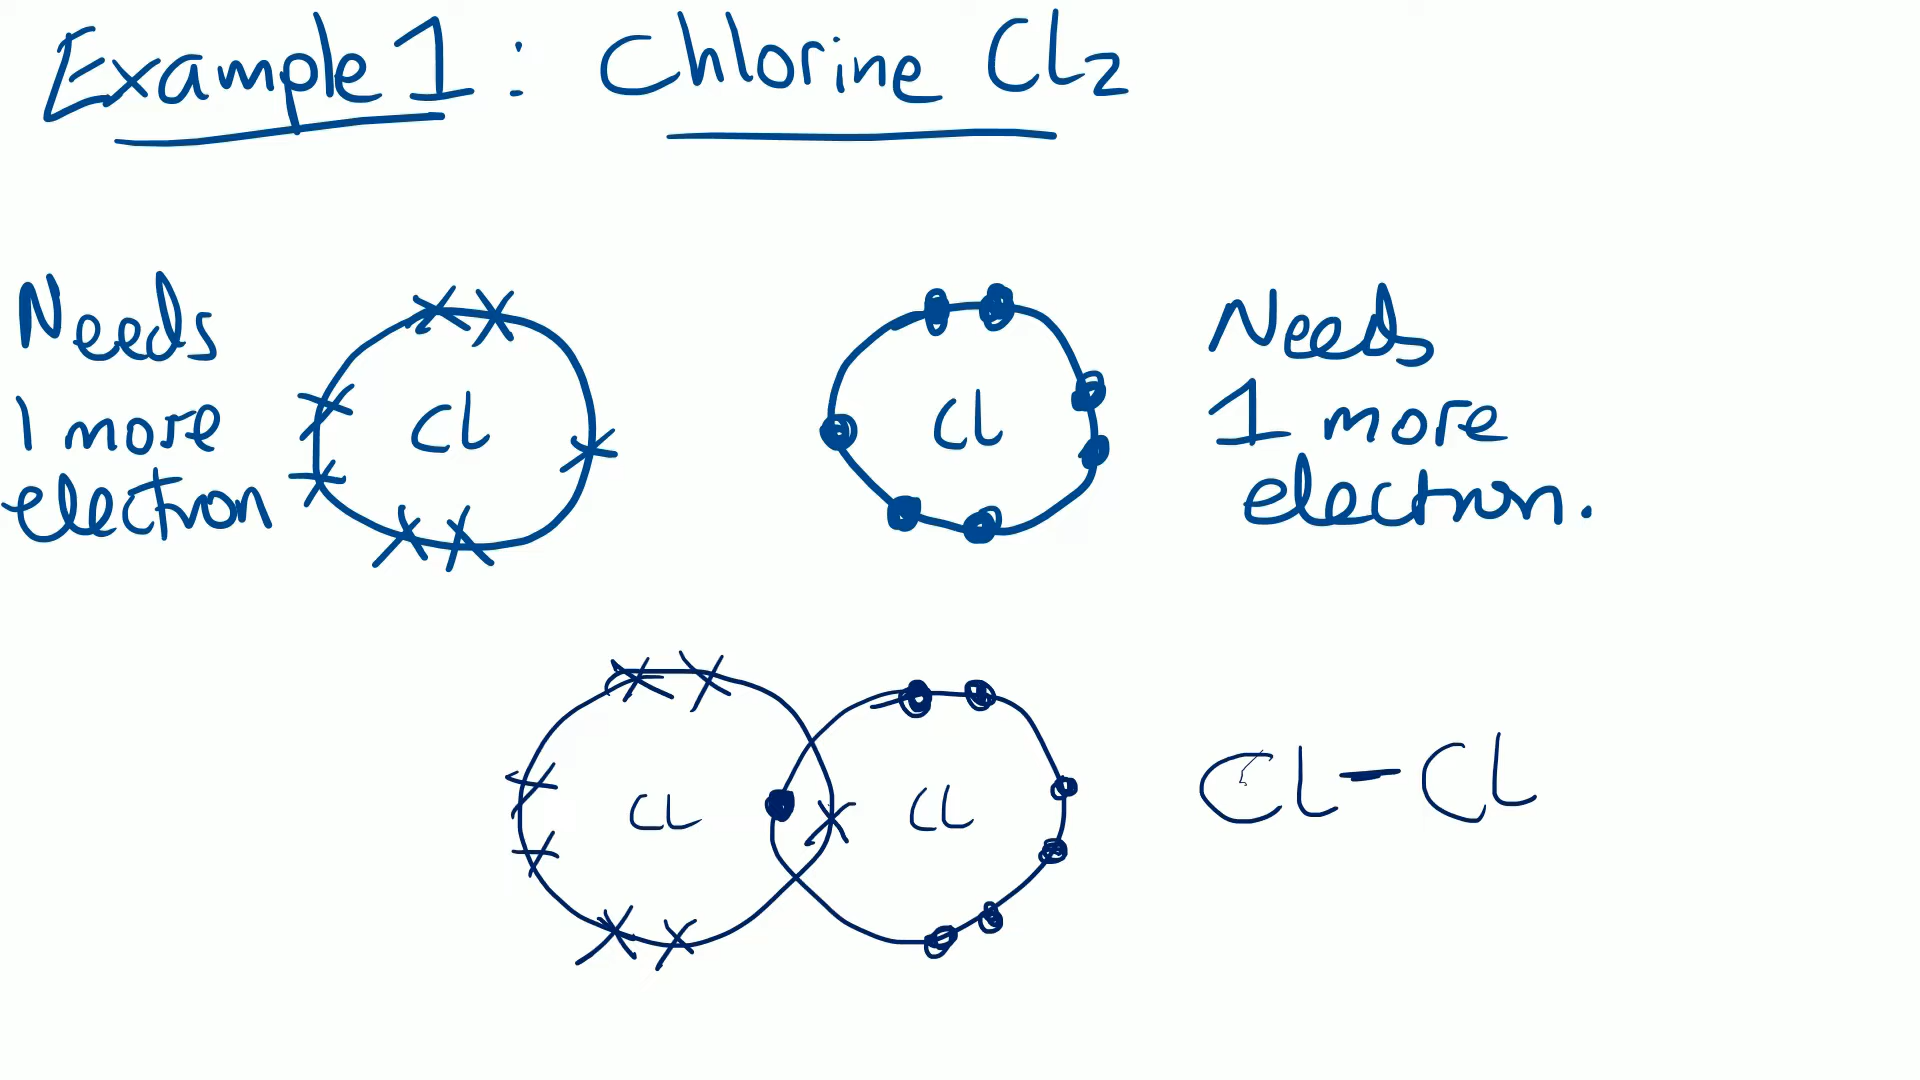 Example 1 : Chlorine Cl2
Needs
1 more
electron
Cl
Cl
Needs
1 more
electron.
Cl
Cl
Cl-Cl